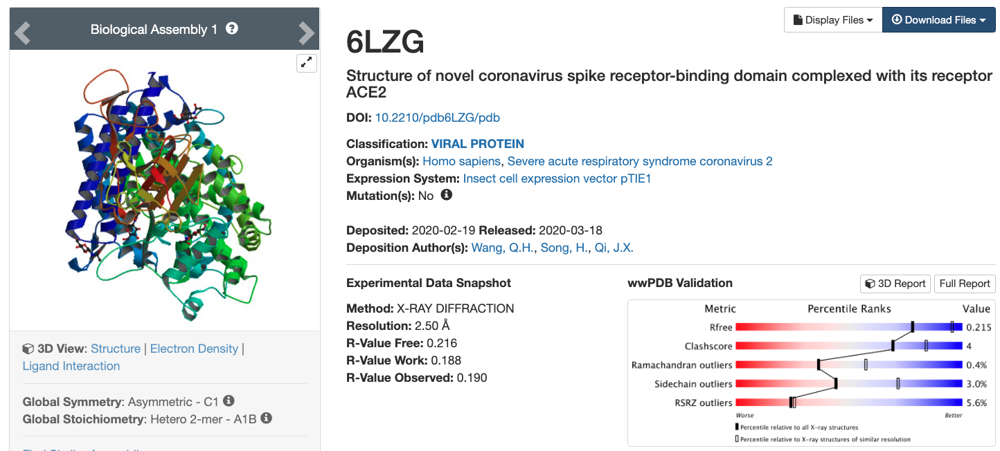 Biological Assembly 1 ?
Display Files
Download Files
6LZG
Structure of novel coronavirus spike receptor-binding domain complexed with its receptor
ACE2
DOI: 10.2210/pdb6LZG/pdb
Classification: VIRAL PROTEIN
Organism(s): Homo sapiens, Severe acute respiratory syndrome coronavirus 2
Expression System: Insect cell expression vector pTIE1
Mutation(s): No i
Deposited: 2020-02-19 Released: 2020-03-18
Deposition Author(s): Wang, Q.H., Song, H., Qi, J.X.
3D View: Structure | Electron Density |
Ligand Interaction
Global Symmetry: Asymmetric - C1 i
Global Stoichiometry: Hetero 2-mer - A1B i
Experimental Data Snapshot
Method: X-RAY DIFFRACTION
Resolution: 2.50 Å
R-Value Free: 0.216
R-Value Work: 0.188
R-Value Observed: 0.190
wwPDB Validation
3D Report
Full Report
Metric Percentile Ranks Value
Rfree 0.215
Clashscore 4
Ramachandran outliers 0.4%
Sidechain outliers 3.0%
RSRZ outliers 5.6%
Worse Better
Percentile relative to all X-ray structures
Percentile relative to X-ray structures of similar resolution